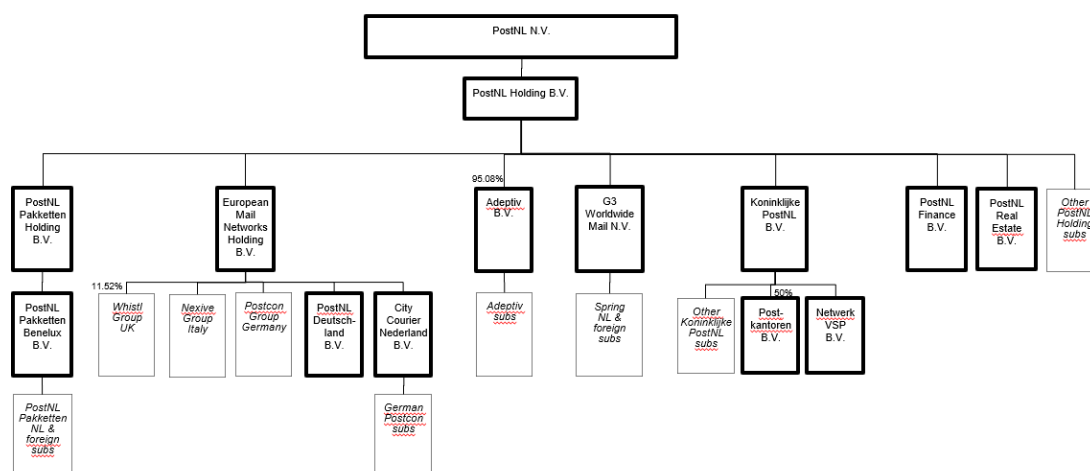 PostNL N.V.
PostNL Holding B.V.
95.08%
PostNL
Pakketten
Holding
B.V.
European
Mail
Networks
Holding
B.V.
Adeptiv
B.V.
G3
Worldwide
Mail N.V.
Koninklijke
PostNL
B.V.
PostNL
Finance
B.V.
PostNL
Real
Estate
B.V.
Other
PostNL
Holding
subs
11.52%
50%
PostNL
Pakketten
Benelux
B.V.
Whistl
Group
UK
Nexive
Group
Italy
Postcon
Group
Germany
PostNL
Deutsch-
land
B.V.
City
Courier
Nederland
B.V.
Adeptiv
subs
Spring
NL &
foreign
subs
Other
Koninklijke
PostNL
subs
Post-
kantoren
B.V.
Netwerk
VSP
B.V.
PostNL
Pakketten
NL &
foreign
subs
German
Postcon
subs